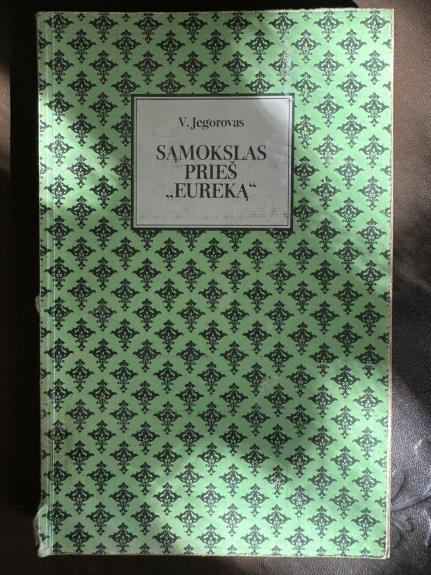 V. Jegorovas
SĄMOKSLAS
PRIEŠ
„EUREKĄ“